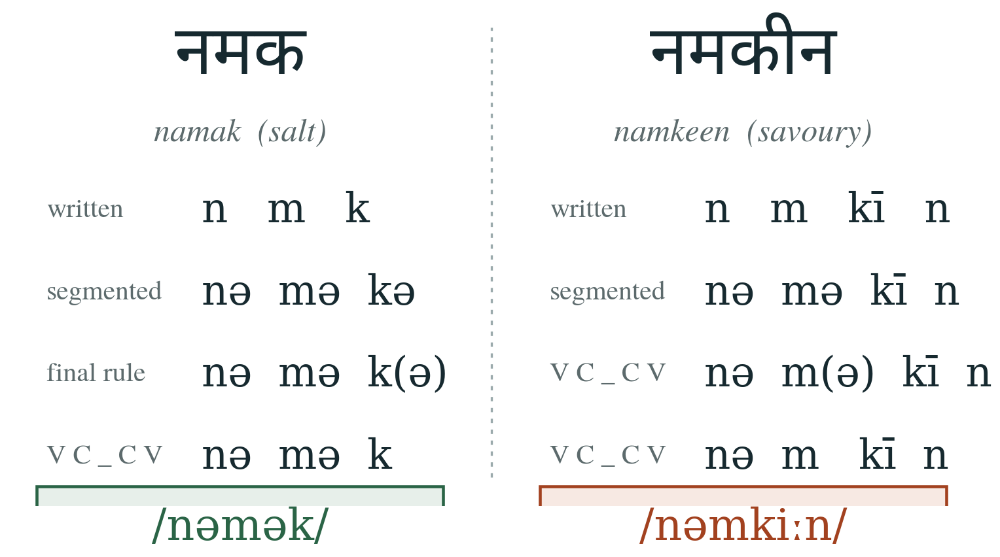 नमक
namak (salt)
written n m k
segmented nə mə kə
final rule nə mə k(ə)
V C _ C V nə mə k
/nəmək/
नमकीन
namkeen (savoury)
written n m kī n
segmented nə mə kī n
V C _ C V nə m(ə) kī n
V C _ C V nə m kī n
/nəmkiːn/